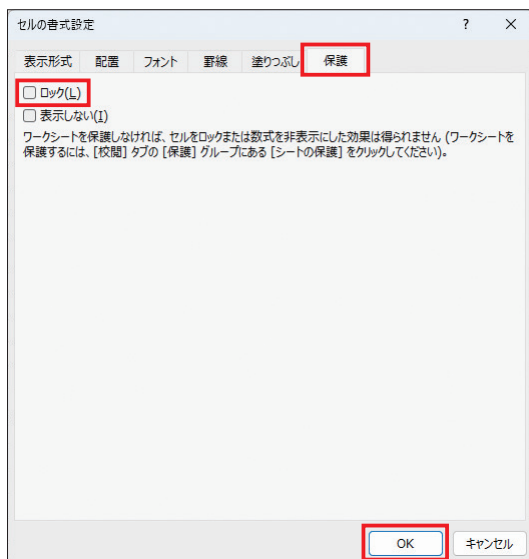 セルの書式設定 ? ×
表示形式 配置 フォント 罫線 塗りつぶし 保護
ロック(L)
表示しない(I)
ワークシートを保護しなければ、セルをロックまたは数式を非表示にした効果は得られません (ワークシートを
保護するには、[校閲] タブの [保護] グループにある [シートの保護] をクリックしてください)。
OK キャンセル